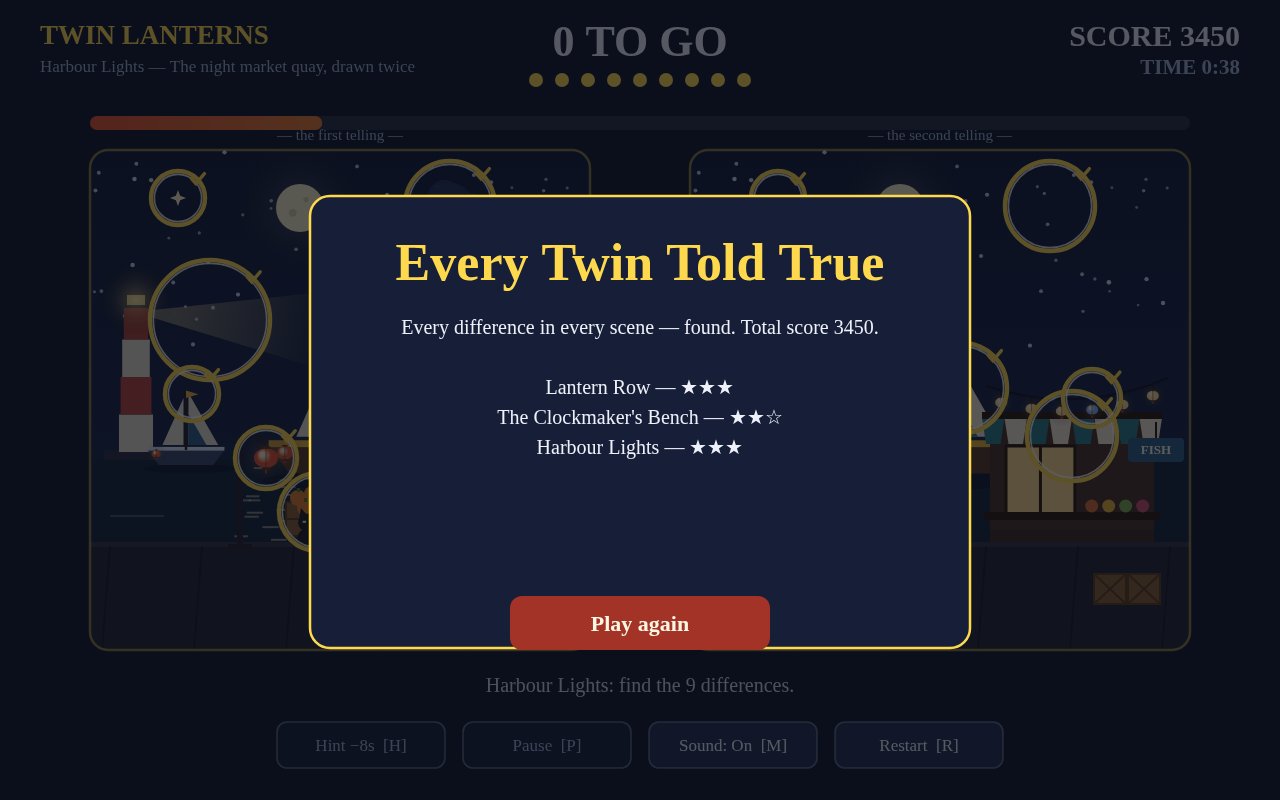 TWIN LANTERNS
0 TO GO
SCORE 3450
Harbour Lights — The night market quay, drawn twice
TIME 0:38
— the first telling —
— the second telling —
Every Twin Told True
Every difference in every scene — found. Total score 3450.
Lantern Row — ★★★
The Clockmaker's Bench — ★★☆
Harbour Lights — ★★★
FISH
Play again
Harbour Lights: find the 9 differences.
Hint −8s [H]
Pause [P]
Sound: On [M]
Restart [R]